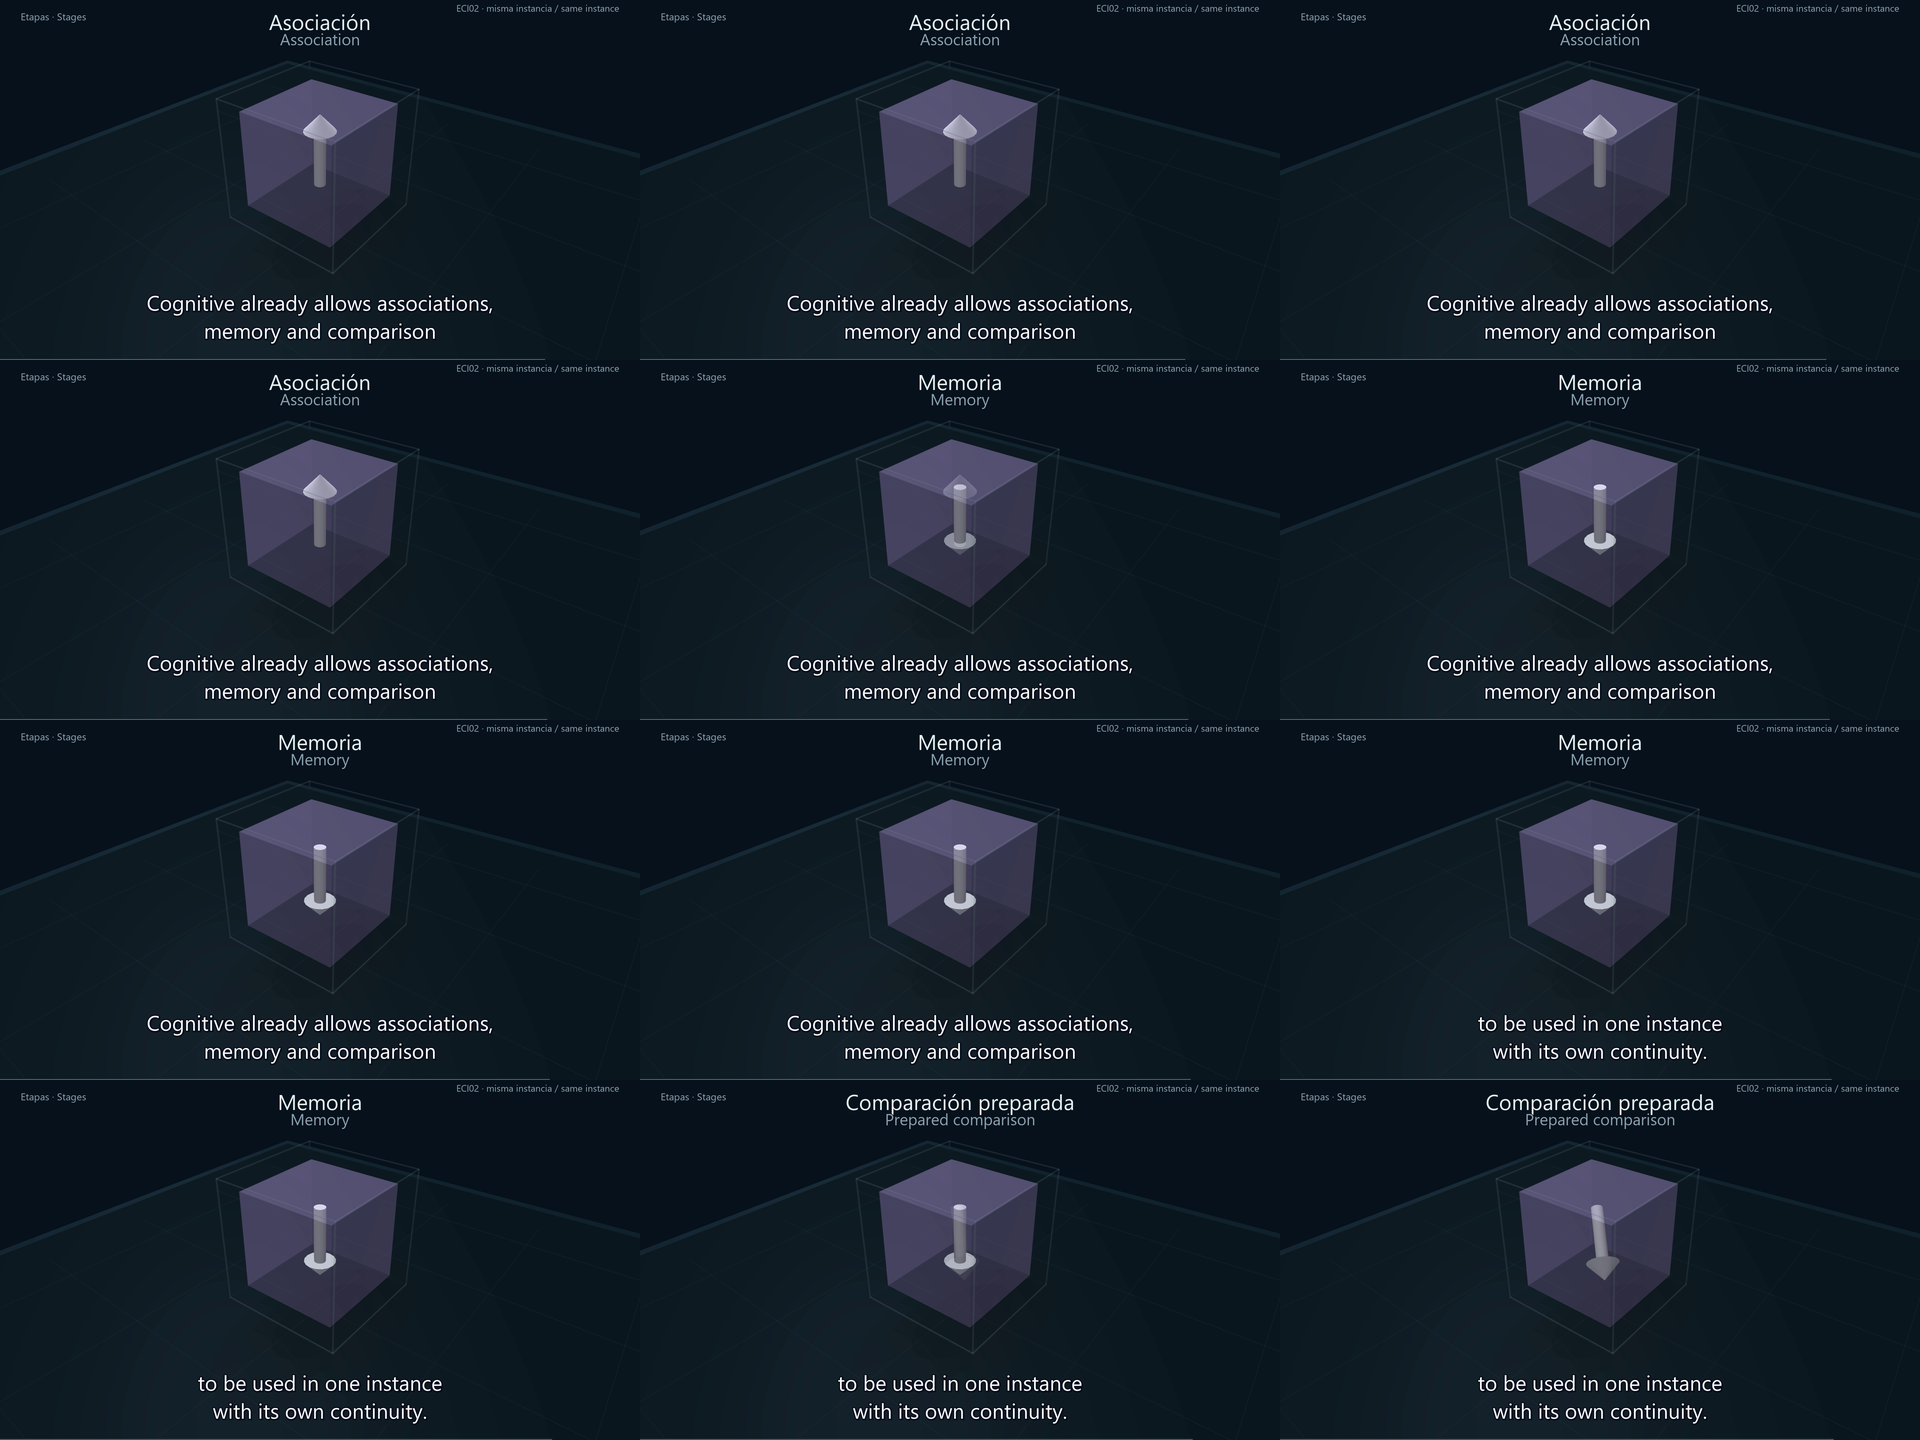 ECI02 · misma instancia / same instance
Etapas · Stages
Asociación
Association
Cognitive already allows associations,
memory and comparison
ECI02 · misma instancia / same instance
Etapas · Stages
Asociación
Association
Cognitive already allows associations,
memory and comparison
ECI02 · misma instancia / same instance
Etapas · Stages
Asociación
Association
Cognitive already allows associations,
memory and comparison
ECI02 · misma instancia / same instance
Etapas · Stages
Asociación
Association
Cognitive already allows associations,
memory and comparison
ECI02 · misma instancia / same instance
Etapas · Stages
Memoria
Memory
Cognitive already allows associations,
memory and comparison
ECI02 · misma instancia / same instance
Etapas · Stages
Memoria
Memory
Cognitive already allows associations,
memory and comparison
ECI02 · misma instancia / same instance
Etapas · Stages
Memoria
Memory
Cognitive already allows associations,
memory and comparison
ECI02 · misma instancia / same instance
Etapas · Stages
Memoria
Memory
Cognitive already allows associations,
memory and comparison
ECI02 · misma instancia / same instance
Etapas · Stages
Memoria
Memory
to be used in one instance
with its own continuity.
ECI02 · misma instancia / same instance
Etapas · Stages
Memoria
Memory
to be used in one instance
with its own continuity.
ECI02 · misma instancia / same instance
Etapas · Stages
Comparación preparada
Prepared comparison
to be used in one instance
with its own continuity.
ECI02 · misma instancia / same instance
Etapas · Stages
Comparación preparada
Prepared comparison
to be used in one instance
with its own continuity.